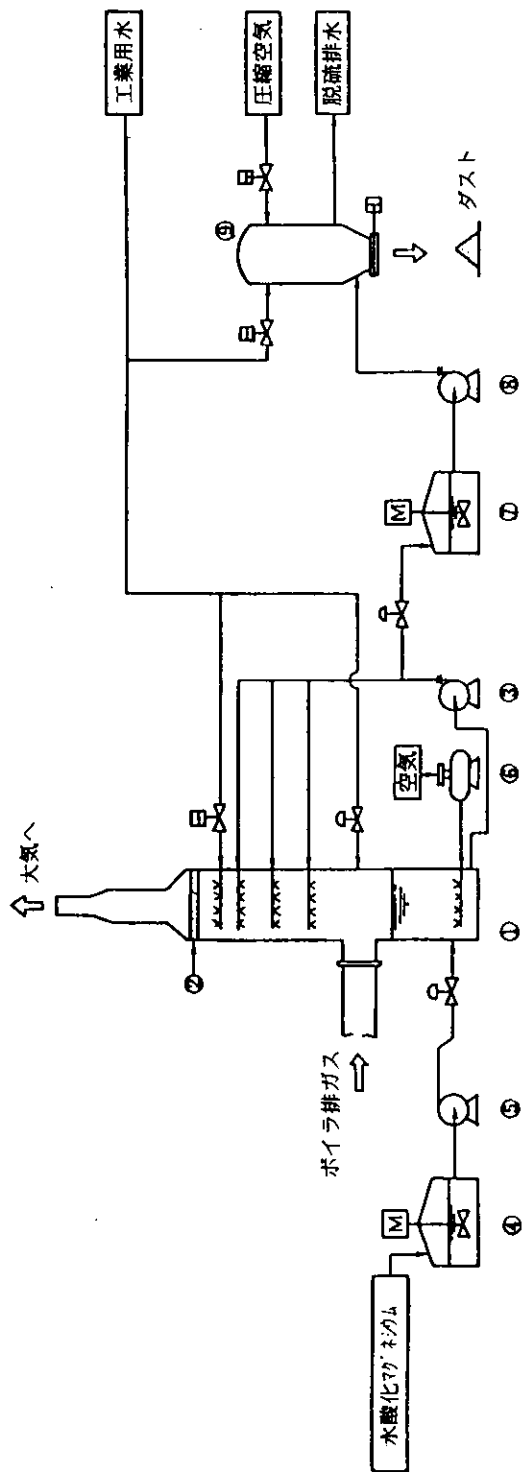 大気へ
工業用水
圧縮空気
脱硫排水
ボイラ排ガス
水酸化マグネシウム
空気
ダスト
M
M
①
②
③
④
⑤
⑥
⑦
⑧
⑨